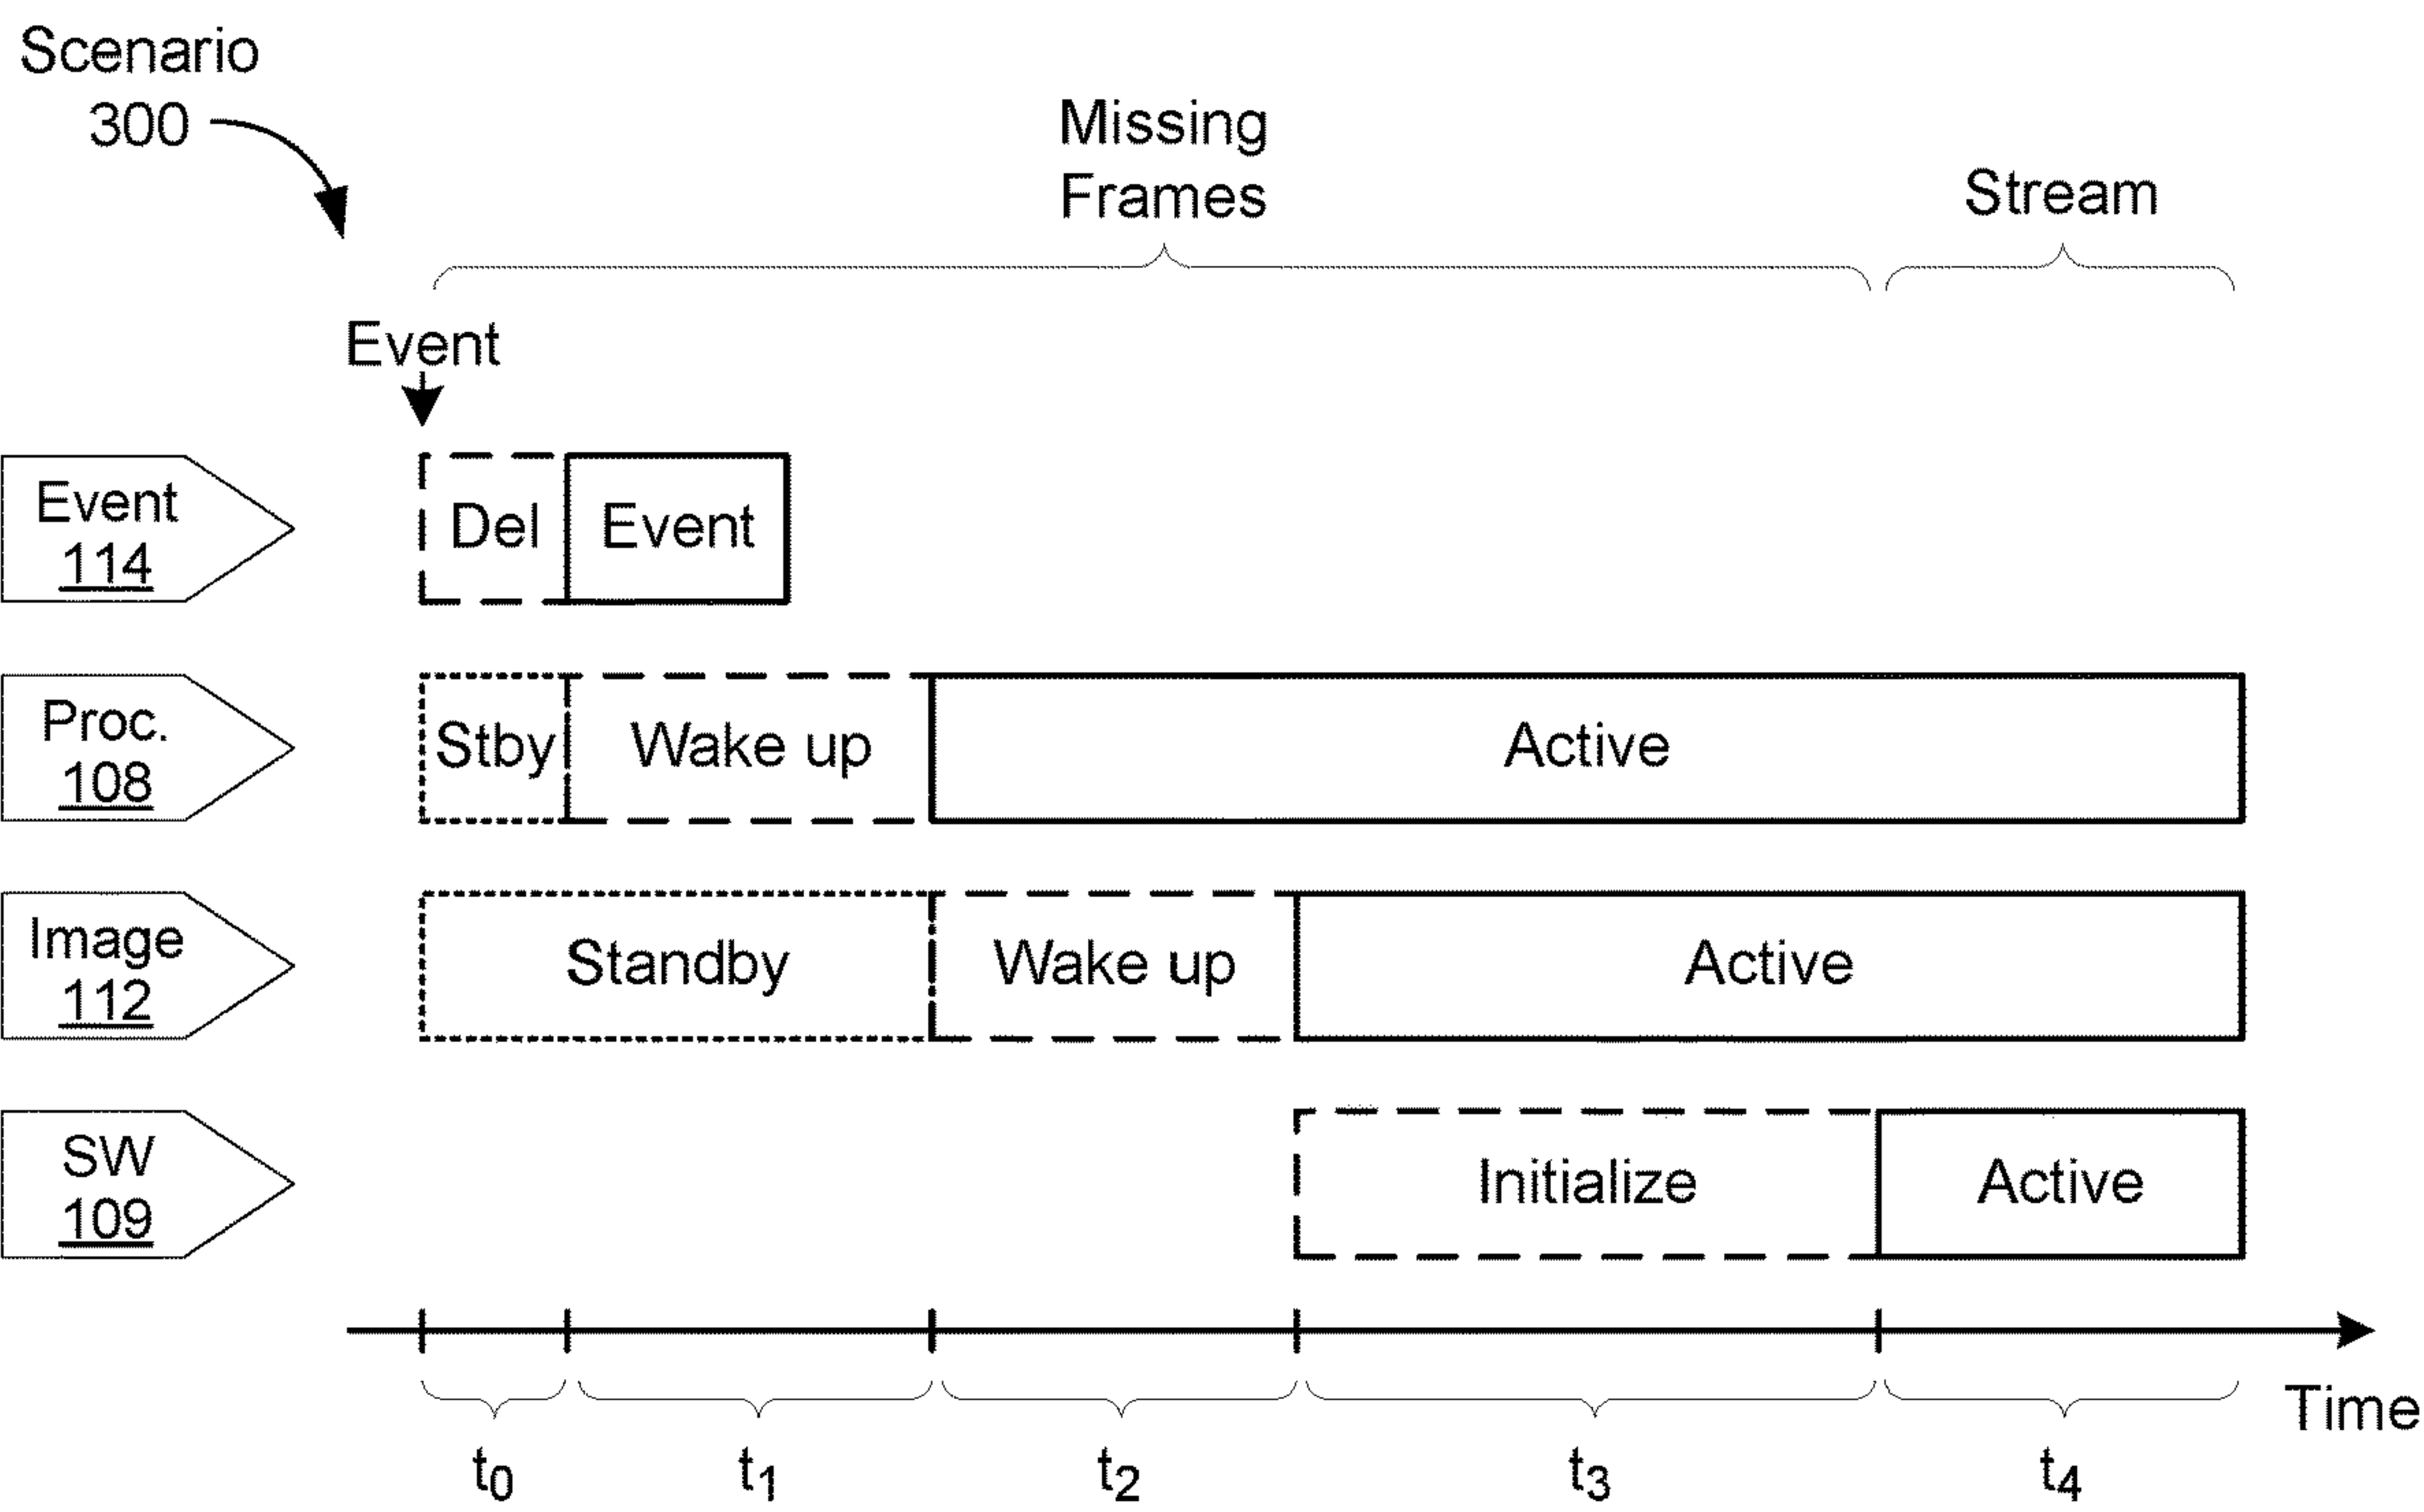 Scenario
300
Missing
Frames
Stream
Event
Event
114
Del
Event
Proc.
108
Stby
Wake up
Active
Image
112
Standby
Wake up
Active
SW
109
Initialize
Active
Time
t0
t1
t2
t3
t4